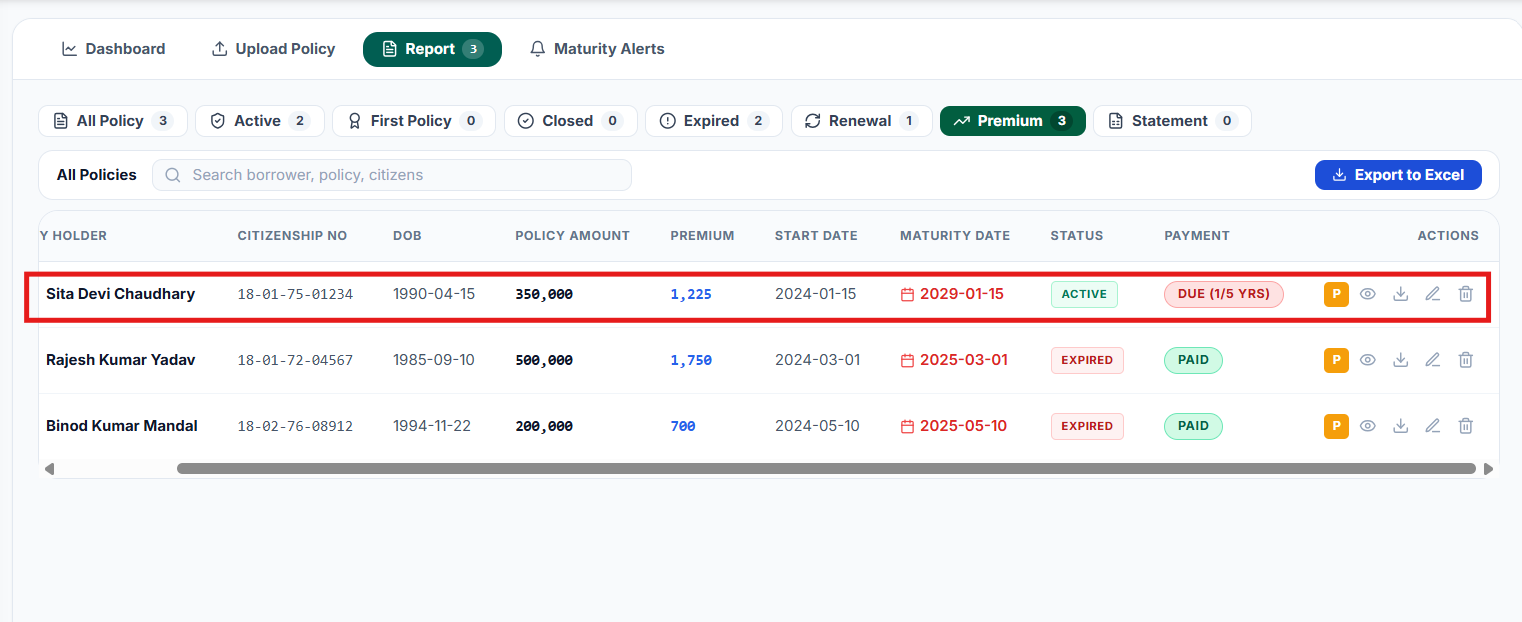 Dashboard Upload Policy Report 3 Maturity Alerts
All Policy 3 Active 2 First Policy 0 Closed 0 Expired 2 Renewal 1 Premium 3 Statement 0
All Policies Search borrower, policy, citizens Export to Excel
Y HOLDER CITIZENSHIP NO DOB POLICY AMOUNT PREMIUM START DATE MATURITY DATE STATUS PAYMENT ACTIONS
Sita Devi Chaudhary 18-01-75-01234 1990-04-15 350,000 1,225 2024-01-15 2029-01-15 ACTIVE DUE (1/5 YRS) P
Rajesh Kumar Yadav 18-01-72-04567 1985-09-10 500,000 1,750 2024-03-01 2025-03-01 EXPIRED PAID P
Binod Kumar Mandal 18-02-76-08912 1994-11-22 200,000 700 2024-05-10 2025-05-10 EXPIRED PAID P